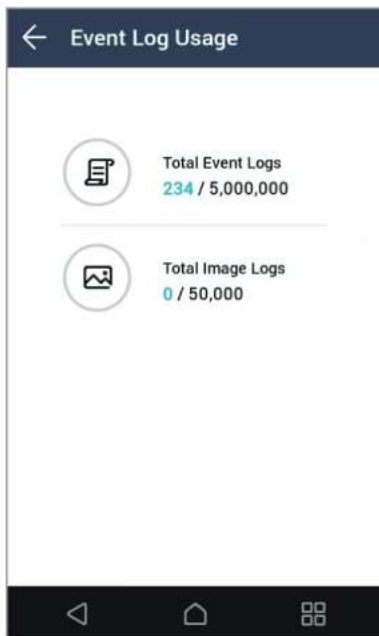 Event Log Usage
Total Event Logs
234 / 5,000,000
Total Image Logs
0 / 50,000